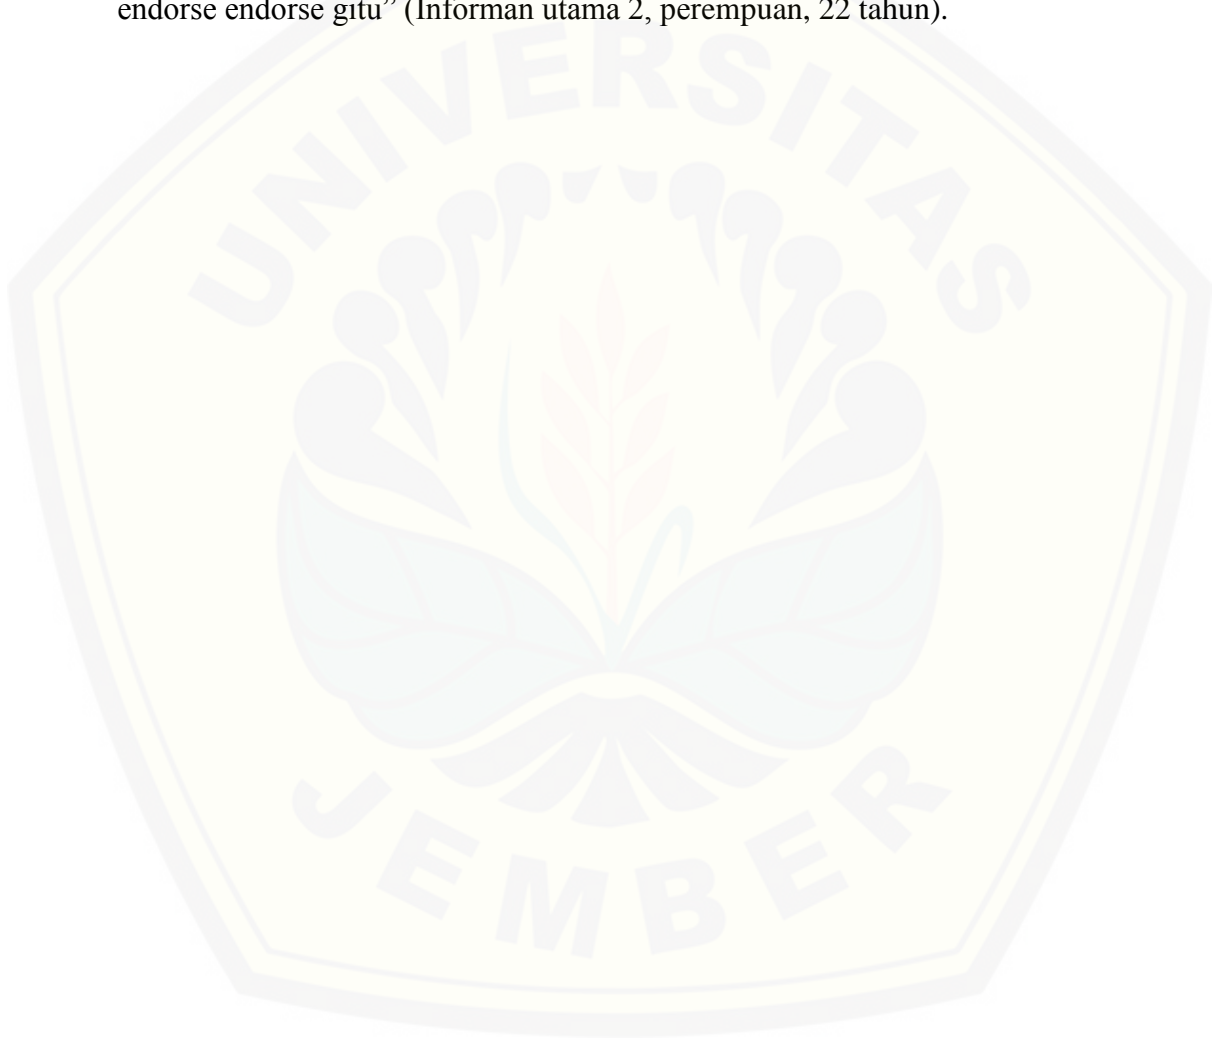 endorse endorse gitu” (Informan utama 2, perempuan, 22 tahun).
UNIVERSITAS
JEMBER